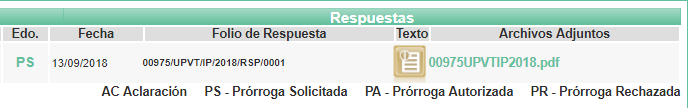 Respuestas
Edo. Fecha Folio de Respuesta Texto Archivos Adjuntos
PS 13/09/2018 00975/UPVT/IP/2018/RSP/0001 00975UPVTIP2018.pdf
AC Aclaración PS - Prórroga Solicitada PA - Prórroga Autorizada PR - Prórroga Rechazada